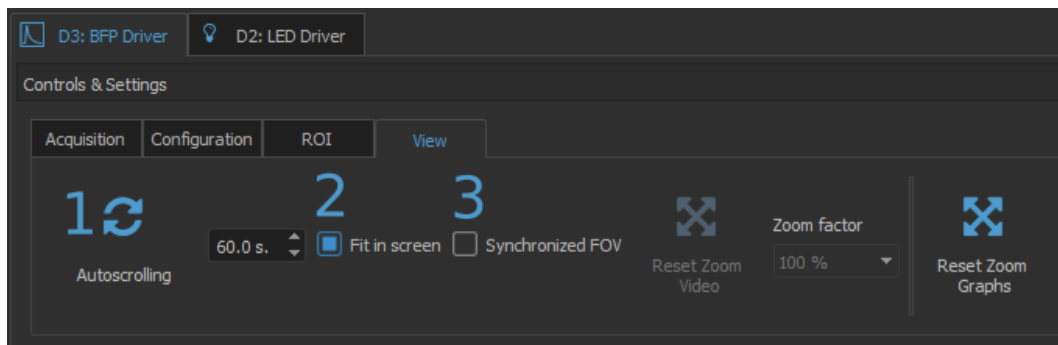 D3: BFP Driver
D2: LED Driver
Controls & Settings
Acquisition
Configuration
ROI
View
1
2
3
Autoscrolling
60.0 s.
Fit in screen
Synchronized FOV
Reset Zoom
Video
Zoom factor
100 %
Reset Zoom
Graphs